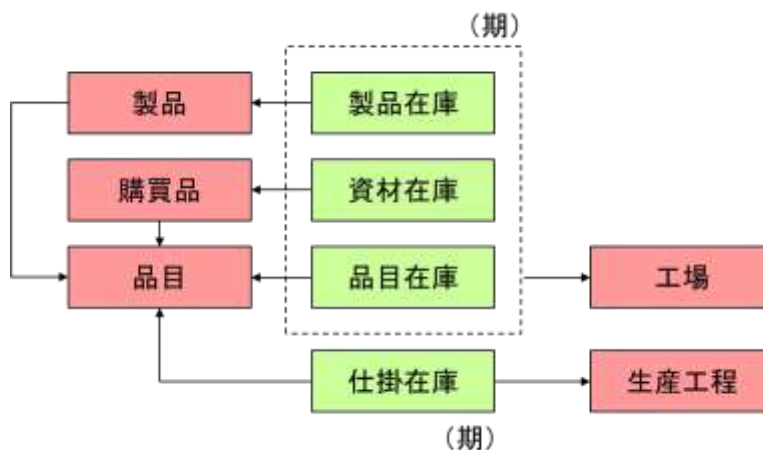 （期）
製品
製品在庫
購買品
資材在庫
品目
品目在庫
工場
仕掛在庫
生産工程
（期）